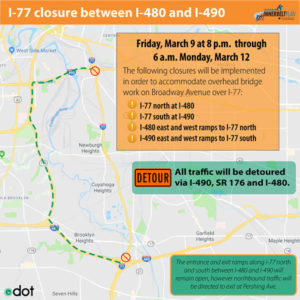 I-77 closure between I-480 and I-490
INNERBELT
Friday, March 9 at 8 p.m. through
6 a.m. Monday, March 12
The following closures will be implemented
in order to accommodate overhead bridge
work on Broadway Avenue over I-77:
I-77 north at I-480
I-77 south at I-490
I-480 east and west ramps to I-77 north
I-490 east and west ramps to I-77 south
DETOUR
All traffic will be detoured
via I-490, SR 176 and I-480.
West Side Market
Newburgh
Heights
Cuyahoga
Heights
Brooklyn
Heights
Garfield
Heights
Maple
Seven Hills
The entrance and exit ramps along I-77 north
and south between I-480 and I-490 will
remain open, however northbound traffic will
be directed to exit at Pershing Ave.
dot